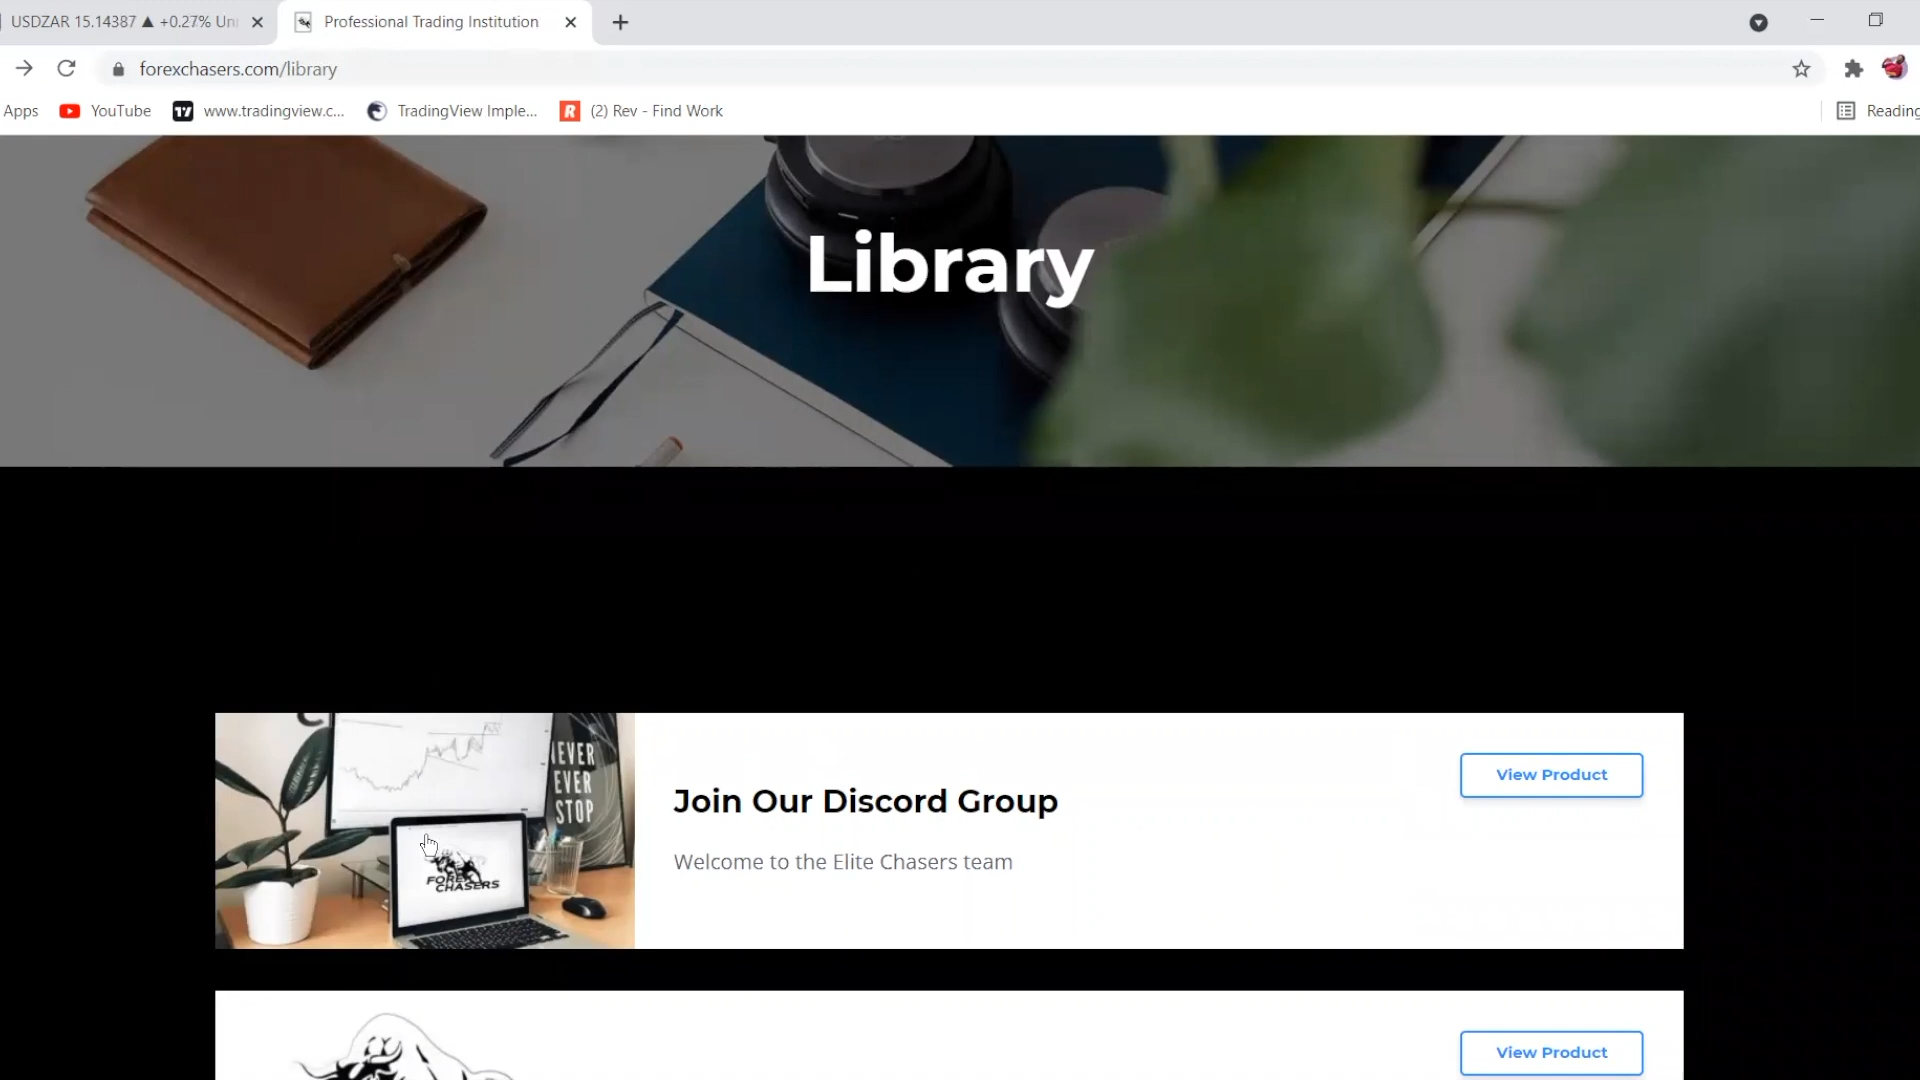 USDZAR 15.14387 ▲ +0.27% Un
Professional Trading Institution
forexchasers.com/library
Apps
YouTube
www.tradingview.c...
TradingView Imple...
(2) Rev - Find Work
Reading
Library
NEVER
EVER
STOP
FOREX
CHASERS
Join Our Discord Group
Welcome to the Elite Chasers team
View Product
View Product